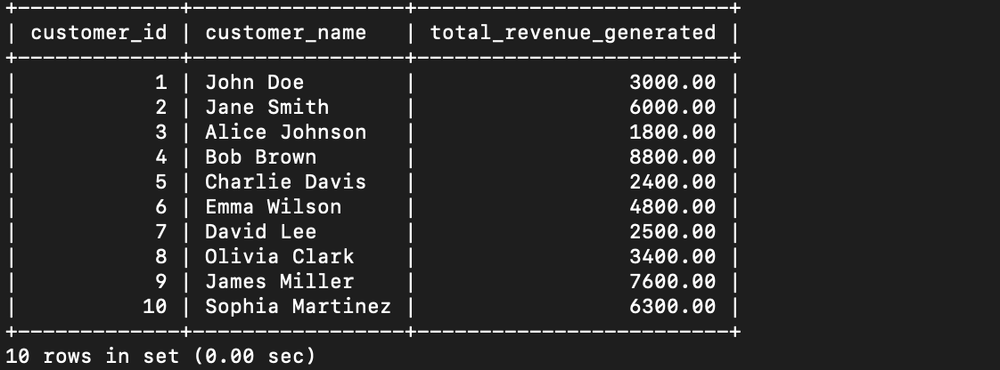 +-------------+-----------------+-------------------------+
| customer_id | customer_name   | total_revenue_generated |
+-------------+-----------------+-------------------------+
|           1 | John Doe        |                 3000.00 |
|           2 | Jane Smith      |                 6000.00 |
|           3 | Alice Johnson   |                 1800.00 |
|           4 | Bob Brown       |                 8800.00 |
|           5 | Charlie Davis   |                 2400.00 |
|           6 | Emma Wilson     |                 4800.00 |
|           7 | David Lee       |                 2500.00 |
|           8 | Olivia Clark    |                 3400.00 |
|           9 | James Miller    |                 7600.00 |
|          10 | Sophia Martinez |                 6300.00 |
+-------------+-----------------+-------------------------+
10 rows in set (0.00 sec)